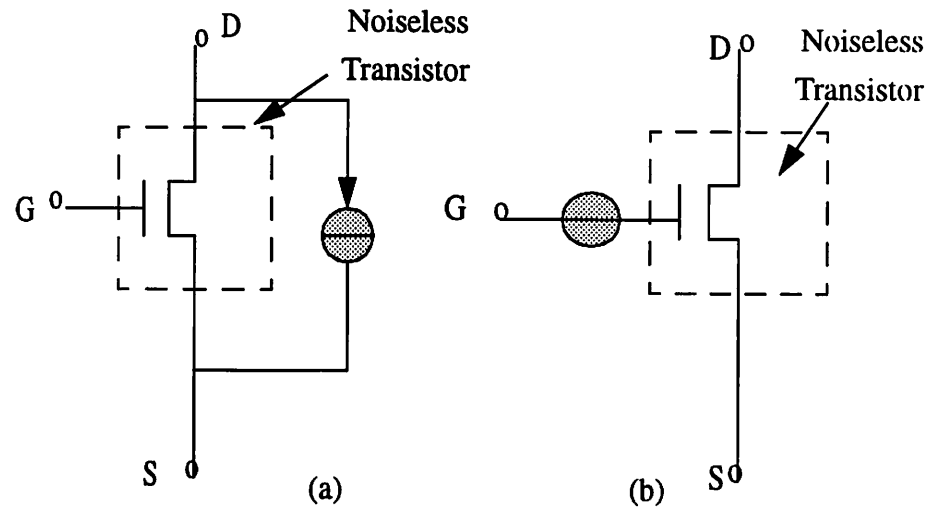 D
Noiseless
Transistor
G
S
(a)
D
Noiseless
Transistor
G
S
(b)